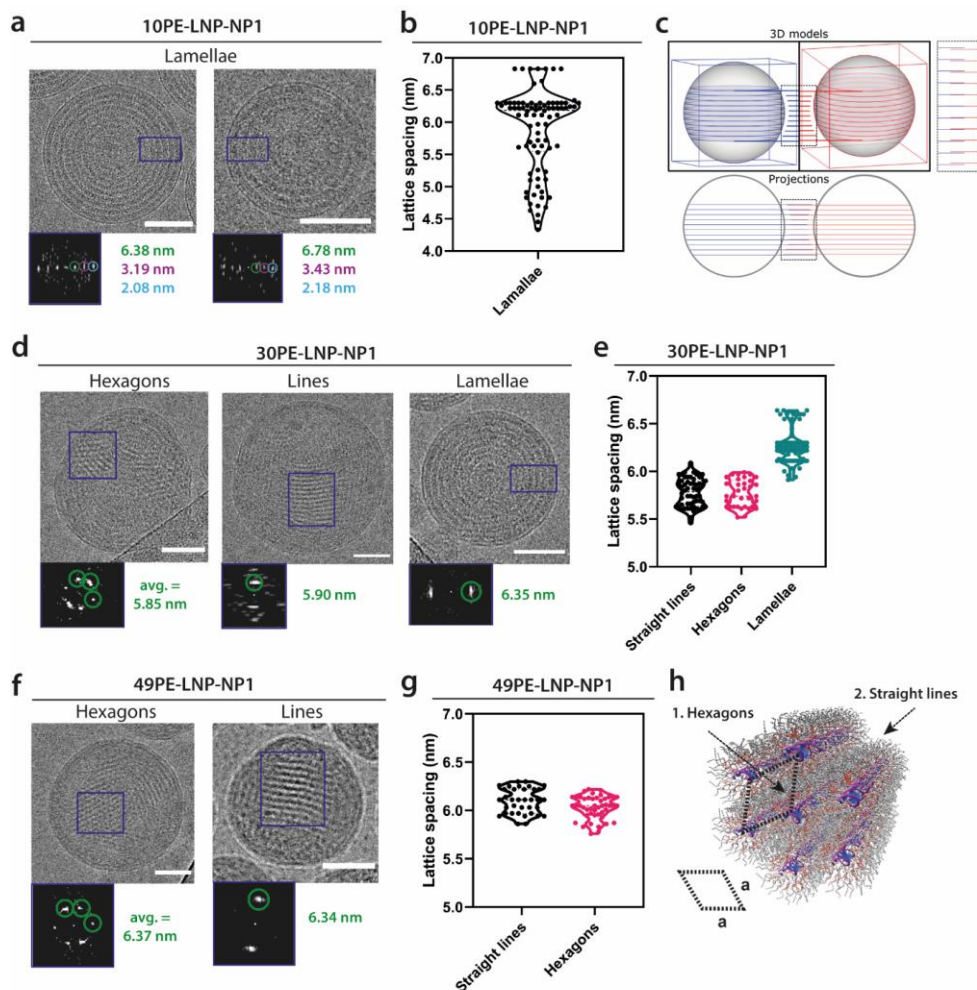 a
10PE-LNP-NP1
Lamellae
6.38 nm
3.19 nm
2.08 nm
6.78 nm
3.43 nm
2.18 nm
b
10PE-LNP-NP1
Lattice spacing (nm)
7.0
6.5
6.0
5.5
5.0
4.5
4.0
Lamallae
c
3D models
Projections
d
30PE-LNP-NP1
Hexagons
Lines
Lamellae
avg. =
5.85 nm
5.90 nm
6.35 nm
e
30PE-LNP-NP1
Lattice spacing (nm)
7.0
6.5
6.0
5.5
5.0
Straight lines
Hexagons
Lamellae
f
49PE-LNP-NP1
Hexagons
Lines
avg. =
6.37 nm
6.34 nm
g
49PE-LNP-NP1
Lattice spacing (nm)
7.0
6.5
6.0
5.5
5.0
Straight lines
Hexagons
h
2. Straight lines
1. Hexagons
a
a